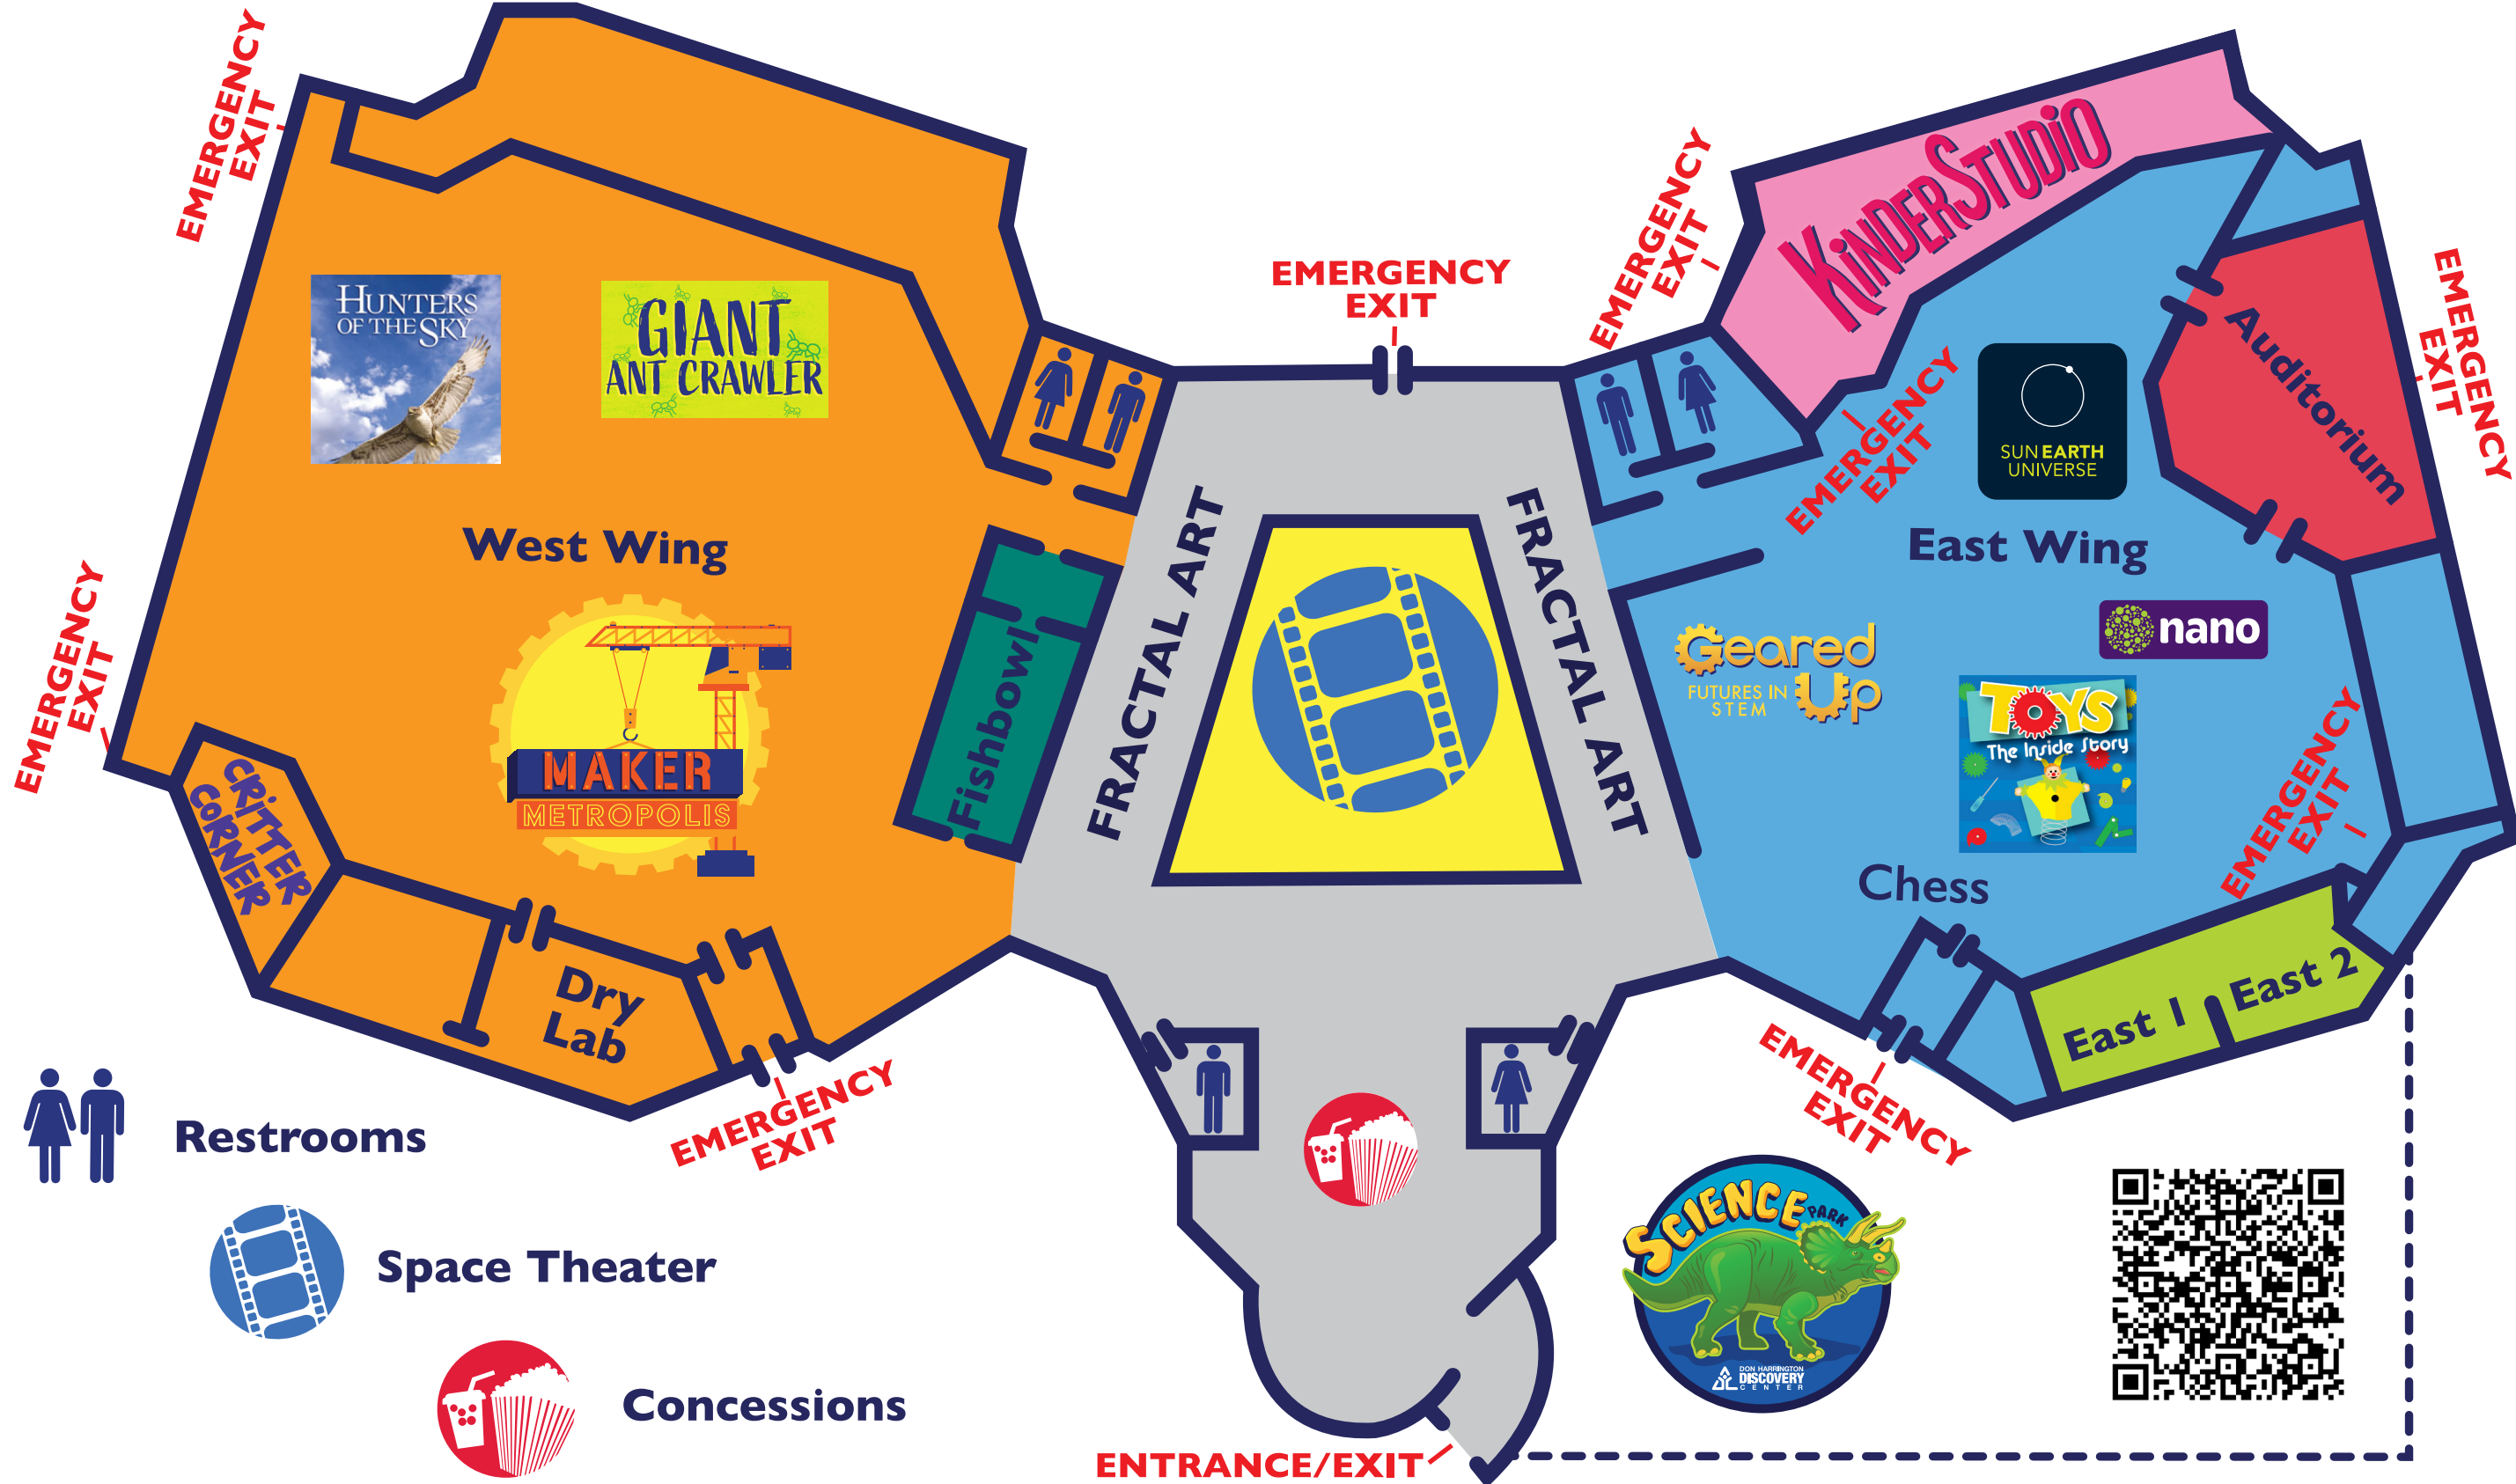 EMERGENCY
EXIT
HUNTERS
OF THE SKY
GIANT
ANT CRAWLER
West Wing
EMERGENCY
EXIT
MAKER
METROPOLIS
Fishbowl
CRiTTER
CORNER
Dry
Lab
EMERGENCY
EXIT
EMERGENCY
EXIT
FRACTAL ART
FRACTAL ART
EMERGENCY
EXIT
KiNDERSTUDiO
EMERGENCY
EXIT
Auditorium
EMERGENCY
EXIT
SUN EARTH
UNIVERSE
East Wing
nano
Geared
Up
FUTURES IN
STEM
TOYS
The Inside Story
EMERGENCY
EXIT
Chess
East 1
East 2
EMERGENCY
EXIT
Restrooms
Space Theater
Concessions
SCIENCE PARK
DON HARRINGTON
DISCOVERY
CENTER
ENTRANCE/EXIT